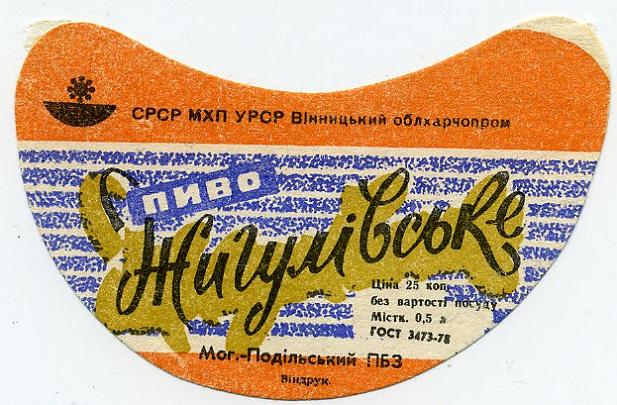 СРСР МХП УРСР Вінницький облхарчопром
пиво
Жигулівське
Ціна 25 коп.
без вартості посуду
Містк. 0,5 л
ГОСТ 3473-78
Мог.-Подільський ПБЗ
Віндрук.